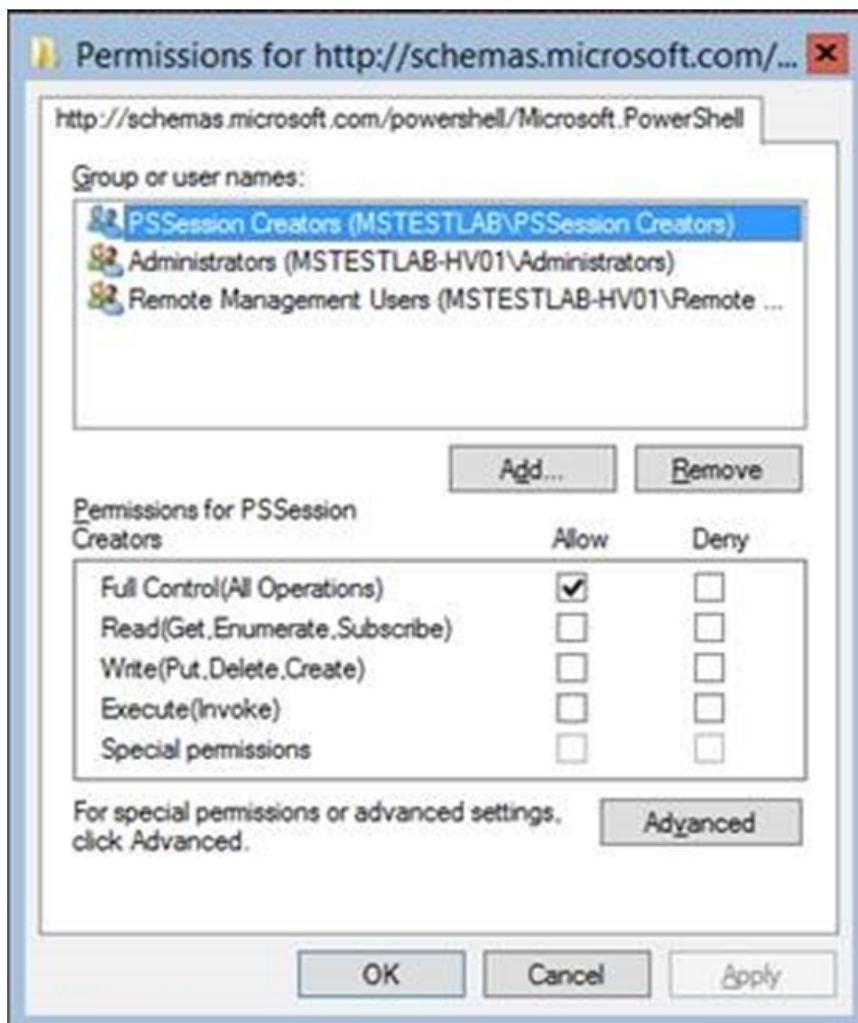 Permissions for http://schemas.microsoft.com/...
http://schemas.microsoft.com/powershell/Microsoft.PowerShell
Group or user names:
PSSession Creators (MSTESTLAB\PSSession Creators)
Administrators (MSTESTLAB-HV01\Administrators)
Remote Management Users (MSTESTLAB-HV01\Remote ...
Add...
Remove
Permissions for PSSession
Creators
Allow
Deny
Full Control(All Operations)
Read(Get,Enumerate,Subscribe)
Write(Put,Delete,Create)
Execute(Invoke)
Special permissions
For special permissions or advanced settings,
click Advanced.
Advanced
OK
Cancel
Apply